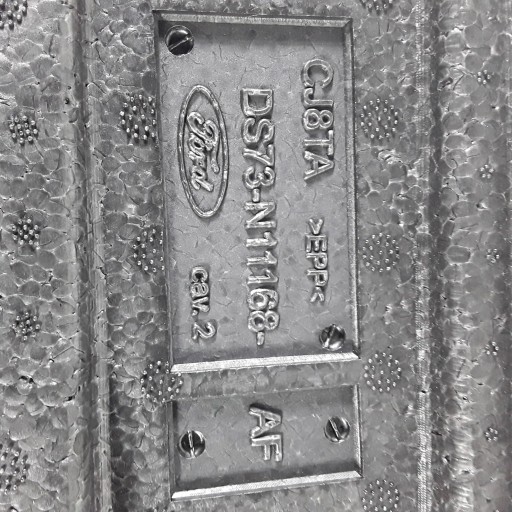 CJ8TA >EPP<
DS73-N11168-
AF
Ford
cav. 2